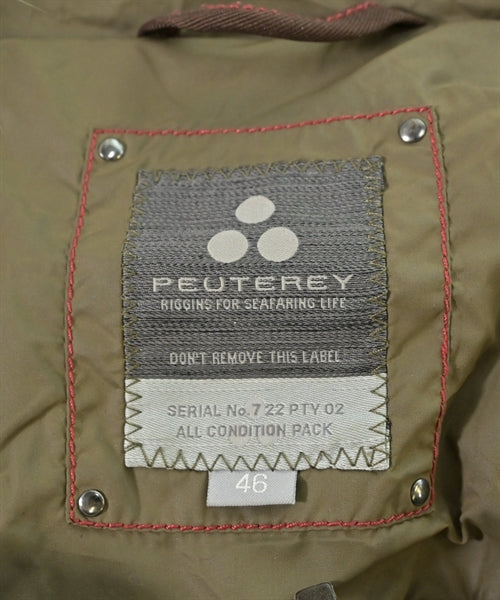 PEUTEREY
RIGGINS FOR SEAFARING LIFE
DON'T REMOVE THIS LABEL
SERIAL No.7 22 PTY 02
ALL CONDITION PACK
46